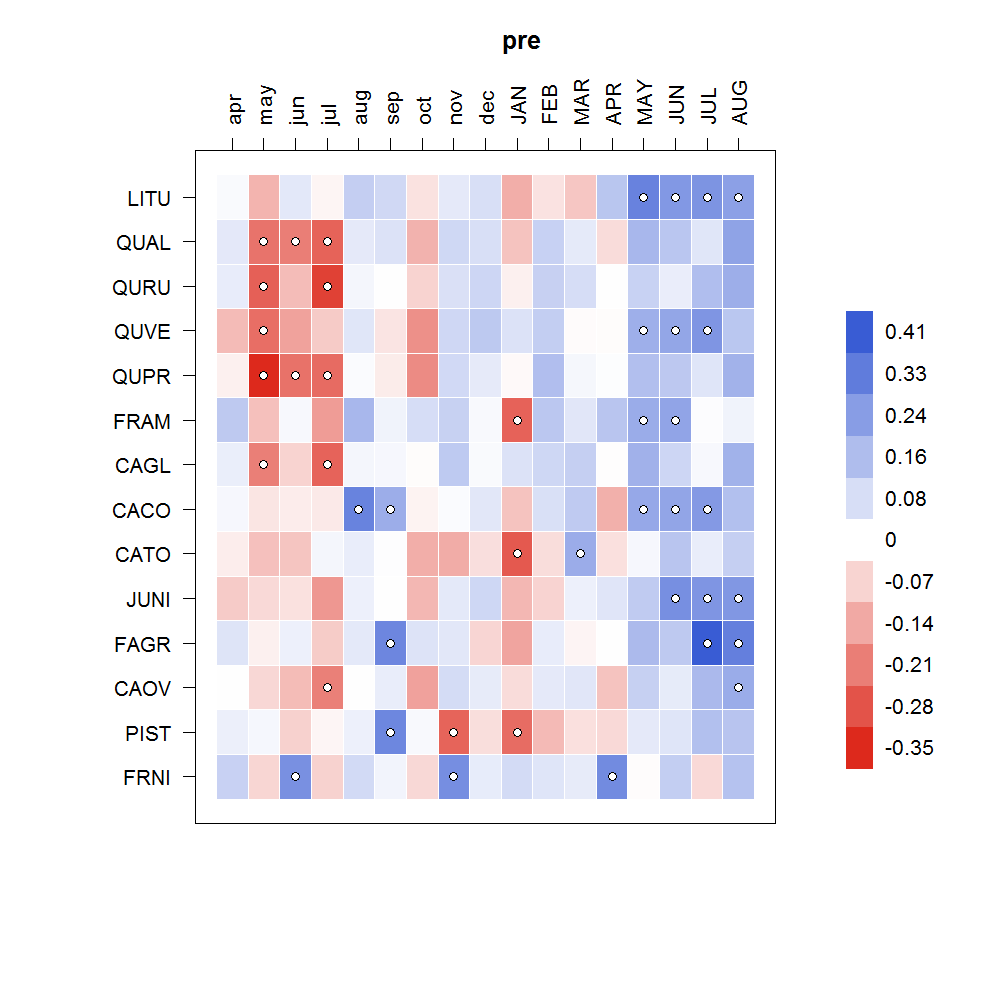 pre
apr may jun jul aug sep oct nov dec JAN FEB MAR APR MAY JUN JUL AUG
LITU
QUAL
QURU
QUVE
QUPR
FRAM
CAGL
CACO
CATO
JUNI
FAGR
CAOV
PIST
FRNI
0.41
0.33
0.24
0.16
0.08
0
-0.07
-0.14
-0.21
-0.28
-0.35